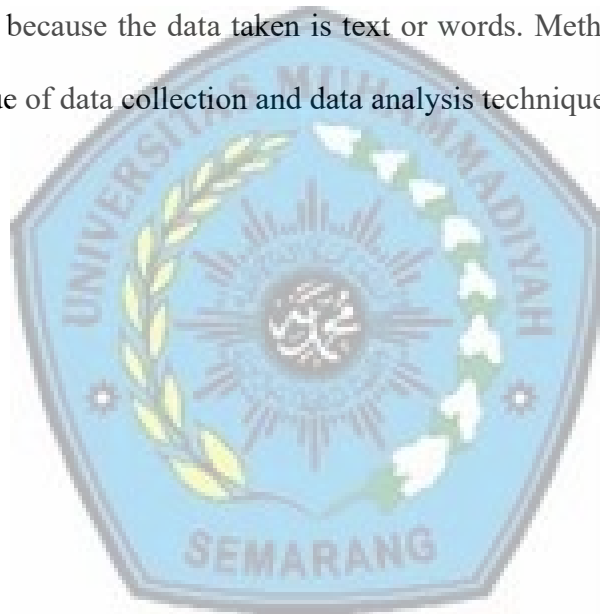 because the data taken is text or words. Meth
ue of data collection and data analysis technique
UNIVERSITAS MUHAMMADIYAH
SEMARANG